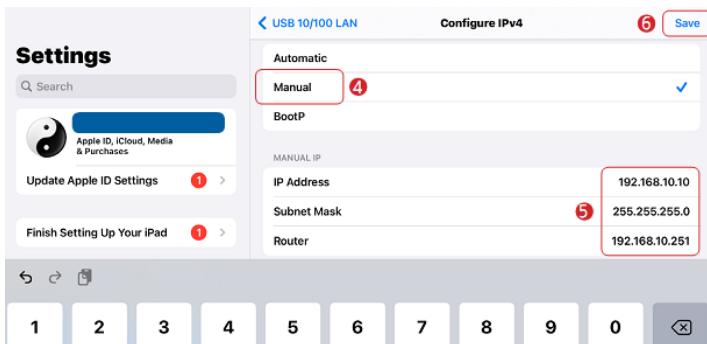 Settings
Search
Apple ID, iCloud, Media
& Purchases
Update Apple ID Settings 1
Finish Setting Up Your iPad 1
USB 10/100 LAN Configure IPv4 6 Save
Automatic
Manual 4
BootP
MANUAL IP
IP Address 192.168.10.10
Subnet Mask 5 255.255.255.0
Router 192.168.10.251
1 2 3 4 5 6 7 8 9 0